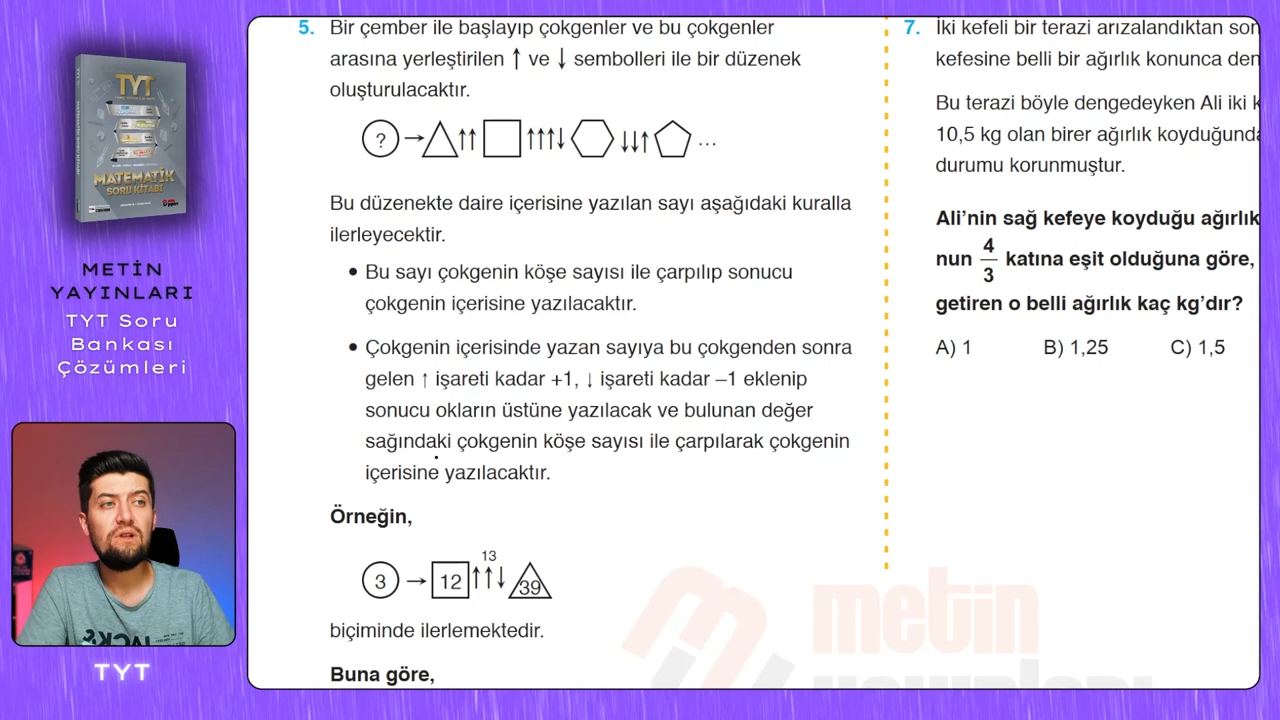 TYT
MATEMATİK
SORU KİTABI
METİN
YAYINLARI
TYT Soru
Bankası
Çözümleri
TYT
5. Bir çember ile başlayıp çokgenler ve bu çokgenler
arasına yerleştirilen ↑ ve ↓ sembolleri ile bir düzenek
oluşturulacaktır.
? → ↑↑ ↑↑↑↓ ↓↓↑ ...
Bu düzenekte daire içerisine yazılan sayı aşağıdaki kuralla
ilerleyecektir.
• Bu sayı çokgenin köşe sayısı ile çarpılıp sonucu
çokgenin içerisine yazılacaktır.
• Çokgenin içerisinde yazan sayıya bu çokgenden sonra
gelen ↑ işareti kadar +1, ↓ işareti kadar –1 eklenip
sonucu okların üstüne yazılacak ve bulunan değer
sağındaki çokgenin köşe sayısı ile çarpılarak çokgenin
içerisine yazılacaktır.
Örneğin,
13
3 → 12 ↑↑↓ 39
biçiminde ilerlemektedir.
Buna göre,
7. İki kefeli bir terazi arızalandıktan son
kefesine belli bir ağırlık konunca den
Bu terazi böyle dengedeyken Ali iki k
10,5 kg olan birer ağırlık koyduğunda
durumu korunmuştur.
Ali’nin sağ kefeye koyduğu ağırlık
nun 4/3 katına eşit olduğuna göre,
getiren o belli ağırlık kaç kg’dır?
A) 1 B) 1,25 C) 1,5
metin